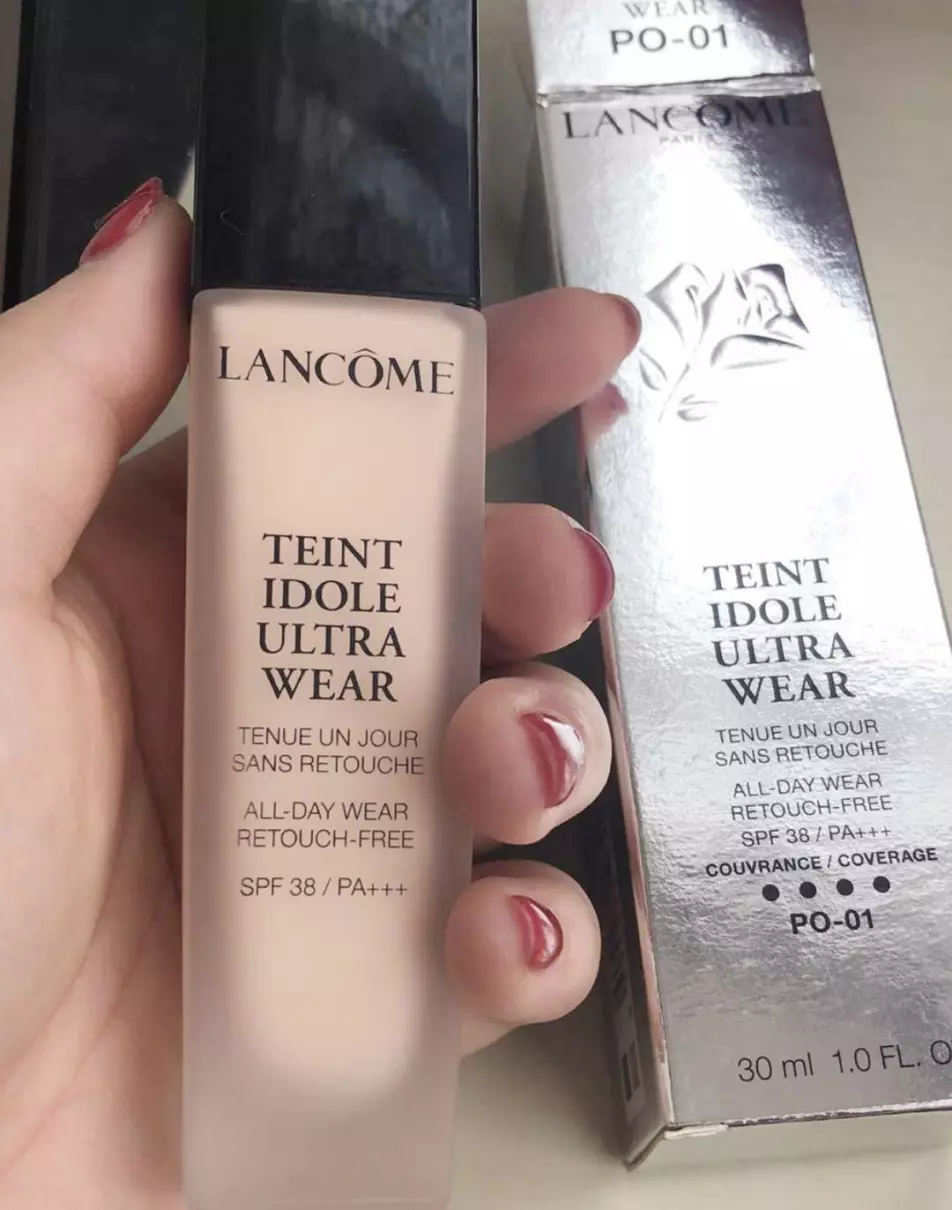 LANCÔME
TEINT
IDOLE
ULTRA
WEAR
TENUE UN JOUR
SANS RETOUCHE
ALL-DAY WEAR
RETOUCH-FREE
SPF 38 / PA+++
WEAR
PO-01
LANCÔME
PARIS
TEINT
IDOLE
ULTRA
WEAR
TENUE UN JOUR
SANS RETOUCHE
ALL-DAY WEAR
RETOUCH-FREE
SPF 38 / PA+++
COUVRANCE / COVERAGE
PO-01
30 ml 1.0 FL.